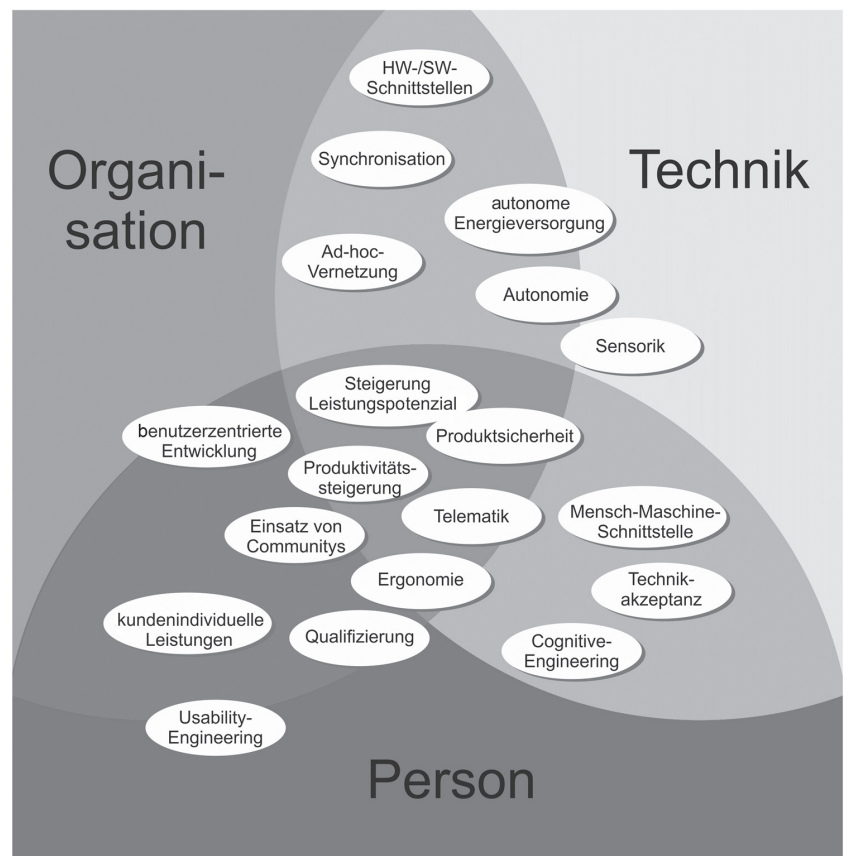 Organi-
sation
Technik
HW-/SW-
Schnittstellen
Synchronisation
autonome
Energieversorgung
Ad-hoc-
Vernetzung
Autonomie
Sensorik
Steigerung
Leistungspotenzial
benutzerzentrierte
Entwicklung
Produktsicherheit
Produktivitäts-
steigerung
Telematik
Mensch-Maschine-
Schnittstelle
Einsatz von
Communitys
Ergonomie
Technik-
akzeptanz
kundenindividuelle
Leistungen
Qualifizierung
Cognitive-
Engineering
Usability-
Engineering
Person